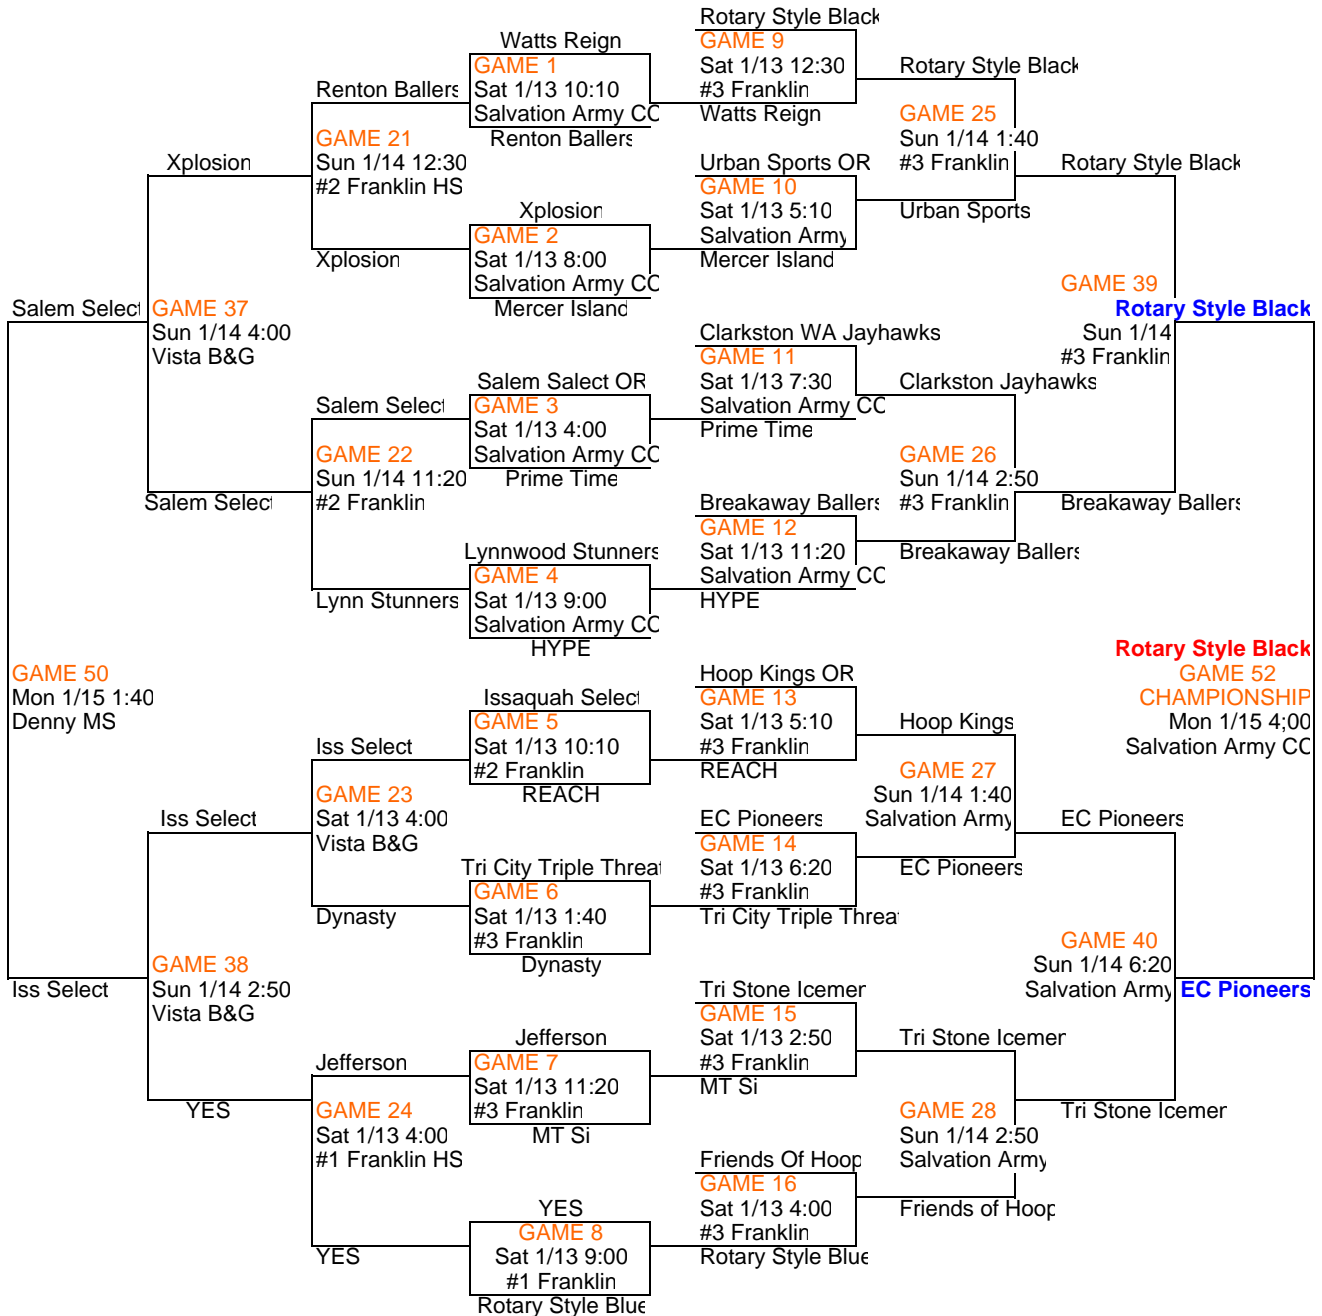 Rotary Style Black
Watts Reign
GAME 9
GAME 1
Sat 1/13 12:30
Rotary Style Black
Renton Ballers
Sat 1/13 10:10
#3 Franklin
Salvation Army CC
Watts Reign
GAME 25
GAME 21
Renton Ballers
Sun 1/14 1:40
Xplosion
Sun 1/14 12:30
Urban Sports OR
#3 Franklin
Rotary Style Black
#2 Franklin HS
GAME 10
Xplosion
Sat 1/13 5:10
Urban Sports
GAME 2
Salvation Army
Xplosion
Sat 1/13 8:00
Mercer Island
Salvation Army CC
GAME 39
Salem Select
GAME 37
Mercer Island
Rotary Style Black
Sun 1/14 4:00
Clarkston WA Jayhawks
Sun 1/14
Vista B&G
GAME 11
#3 Franklin
Salem Salect OR
Sat 1/13 7:30
Clarkston Jayhawks
Salem Select
GAME 3
Salvation Army CC
Sat 1/13 4:00
Prime Time
GAME 22
Salvation Army CC
GAME 26
Sun 1/14 11:20
Prime Time
Sun 1/14 2:50
Salem Select
#2 Franklin
Breakaway Ballers
#3 Franklin
Breakaway Ballers
GAME 12
Lynnwood Stunners
Sat 1/13 11:20
Breakaway Ballers
GAME 4
Salvation Army CC
Lynn Stunners
Sat 1/13 9:00
HYPE
Salvation Army CC
HYPE
Rotary Style Black
GAME 50
Hoop Kings OR
GAME 52
Mon 1/15 1:40
Issaquah Select
GAME 13
CHAMPIONSHIP
Denny MS
GAME 5
Sat 1/13 5:10
Hoop Kings
Mon 1/15 4;00
Iss Select
Sat 1/13 10:10
#3 Franklin
Salvation Army CC
#2 Franklin
REACH
GAME 27
GAME 23
REACH
Sun 1/14 1:40
Iss Select
Sat 1/13 4:00
EC Pioneers
Salvation Army
EC Pioneers
Vista B&G
GAME 14
Tri City Triple Threat
Sat 1/13 6:20
EC Pioneers
GAME 6
#3 Franklin
Dynasty
Sat 1/13 1:40
Tri City Triple Threat
#3 Franklin
GAME 40
GAME 38
Dynasty
Sun 1/14 6:20
Iss Select
Sun 1/14 2:50
Tri Stone Icemen
Salvation Army
EC Pioneers
Vista B&G
GAME 15
Jefferson
Sat 1/13 2:50
Tri Stone Icemen
Jefferson
GAME 7
#3 Franklin
Sat 1/13 11:20
MT Si
YES
GAME 24
#3 Franklin
GAME 28
Tri Stone Icemen
Sat 1/13 4:00
MT Si
Sun 1/14 2:50
#1 Franklin HS
Friends Of Hoop
Salvation Army
GAME 16
YES
Sat 1/13 4:00
Friends of Hoop
GAME 8
#3 Franklin
YES
Sat 1/13 9:00
Rotary Style Blue
#1 Franklin
Rotary Style Blue